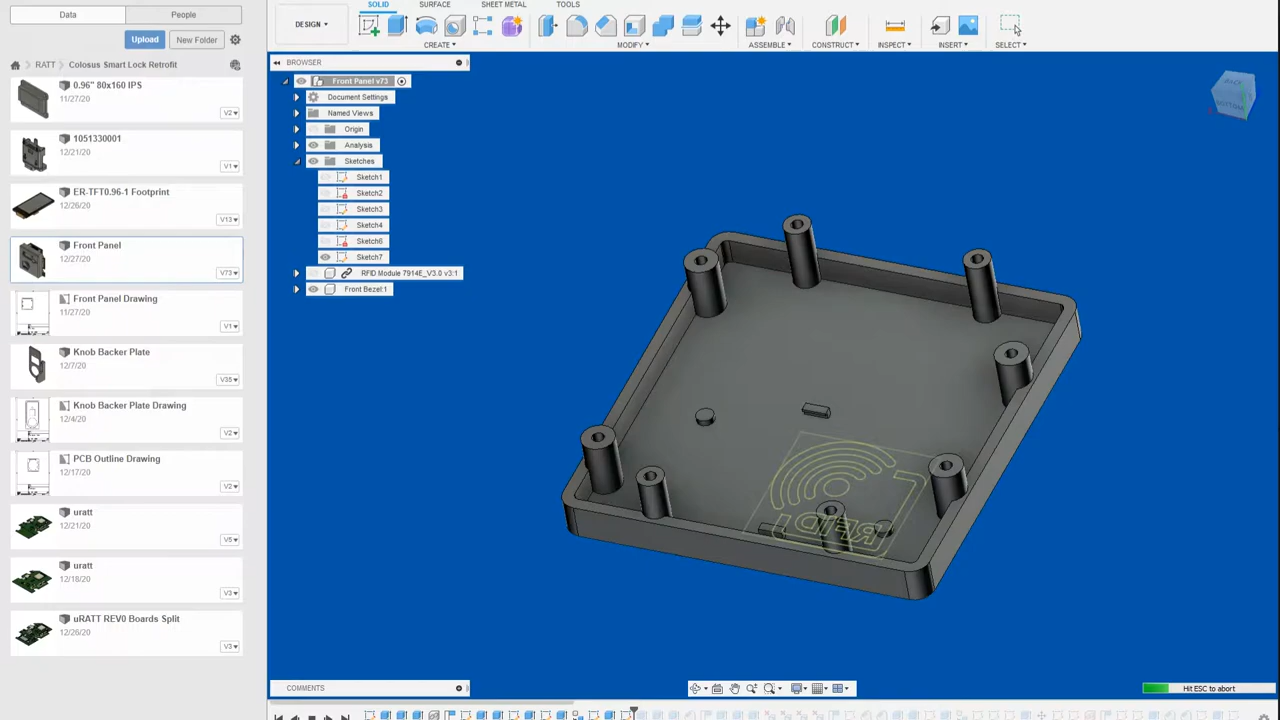 Data People
Upload New Folder
RATT Colosus Smart Lock Retrofit
0.96" 80x160 IPS
11/27/20
V2
1051330001
12/21/20
V1
ER-TFT0.96-1 Footprint
12/26/20
V13
Front Panel
12/27/20
V73
Front Panel Drawing
11/27/20
V1
Knob Backer Plate
12/7/20
V35
Knob Backer Plate Drawing
12/4/20
V2
PCB Outline Drawing
12/17/20
V2
uratt
12/21/20
V5
uratt
12/18/20
V3
uRATT REV0 Boards Split
12/26/20
V3
DESIGN
SOLID SURFACE SHEET METAL TOOLS
CREATE MODIFY ASSEMBLE CONSTRUCT INSPECT INSERT SELECT
BROWSER
Front Panel v73
Document Settings
Named Views
Origin
Analysis
Sketches
Sketch1
Sketch2
Sketch3
Sketch4
Sketch6
Sketch7
RFID Module 7914E_V3.0 v3:1
Front Bezel:1
BACK
BOTTOM
RFID
COMMENTS
Hit ESC to abort